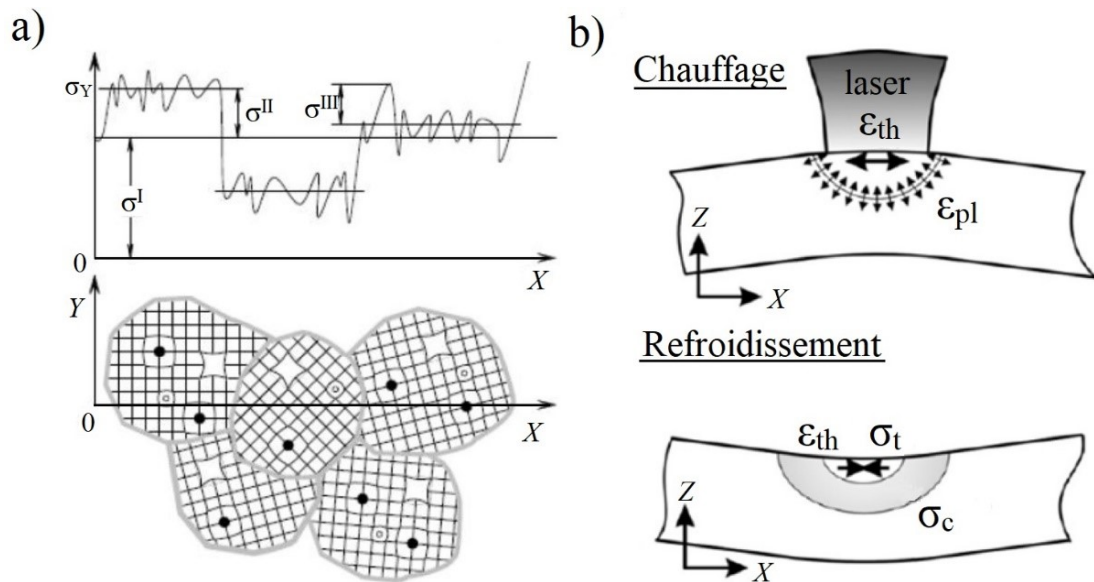 a)
σY
σII
σIII
σI
0
X
Y
0
X
b)
Chauffage
laser
εth
εpl
Z
X
Refroidissement
εth σt
σc
Z
X